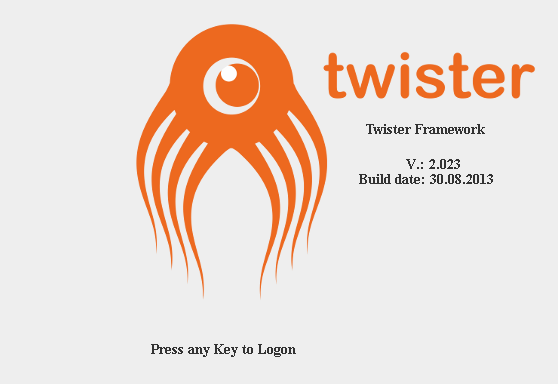 twister
Twister Framework
V.: 2.023
Build date: 30.08.2013
Press any Key to Logon